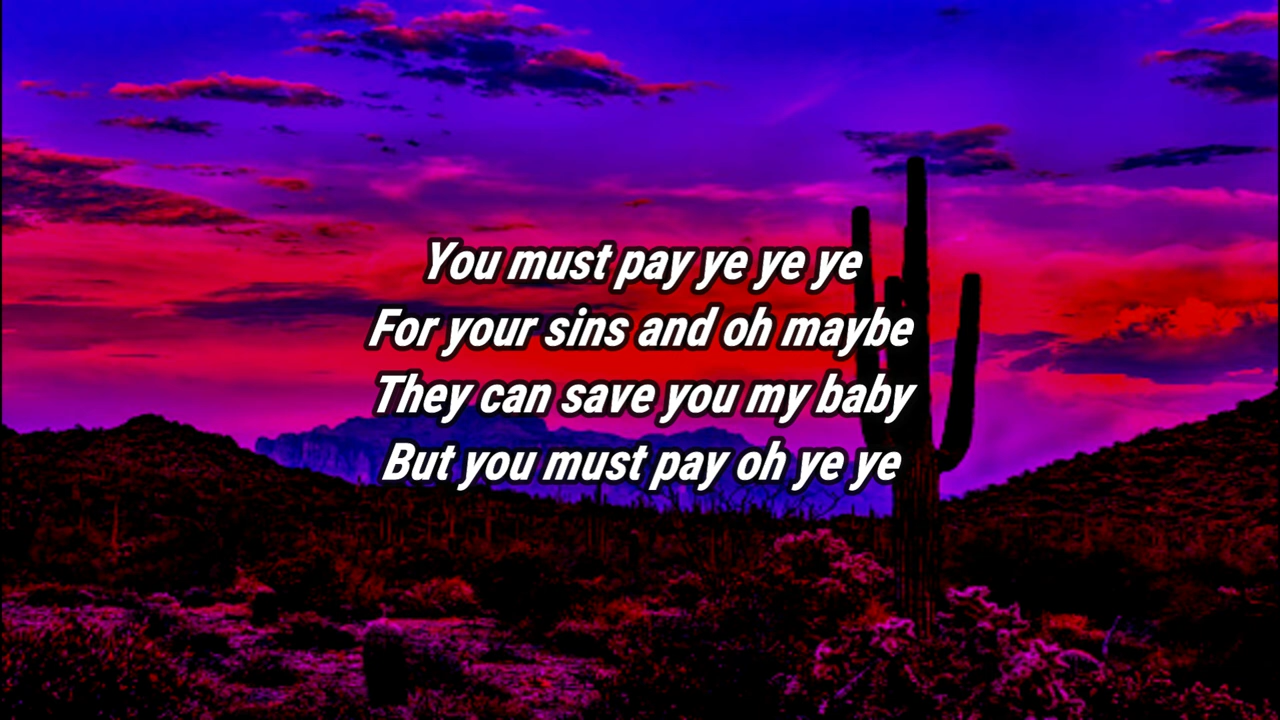 You must pay ye ye ye
For your sins and oh maybe
They can save you my baby
But you must pay oh ye ye